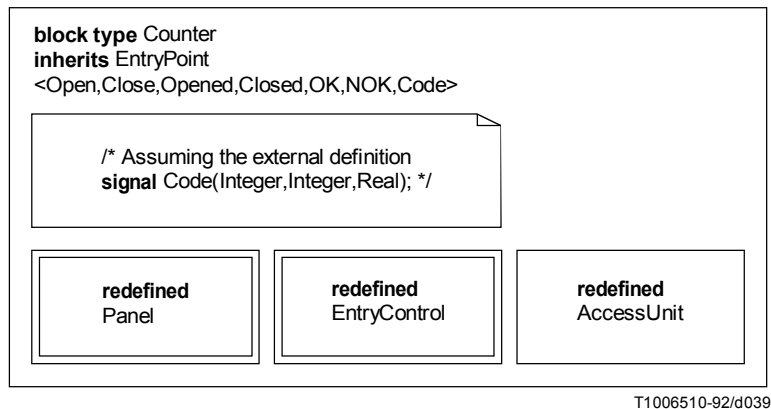 block type Counter
inherits EntryPoint
<Open,Close,Opened,Closed,OK,NOK,Code>
/* Assuming the external definition
signal Code(Integer,Integer,Real); */
redefined
Panel
redefined
EntryControl
redefined
AccessUnit
T1006510-92/d039